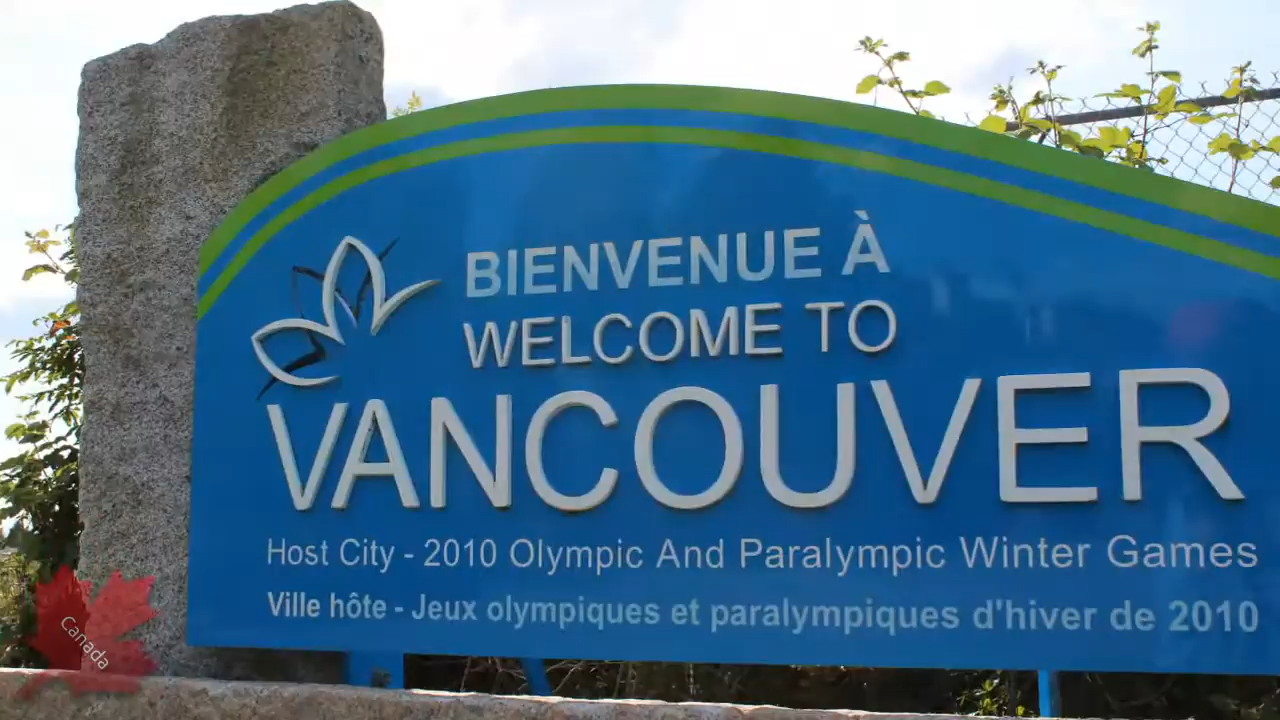 BIENVENUE À
WELCOME TO
VANCOUVER
Host City - 2010 Olympic And Paralympic Winter Games
Ville hôte - Jeux olympiques et paralympiques d'hiver de 2010
Canada